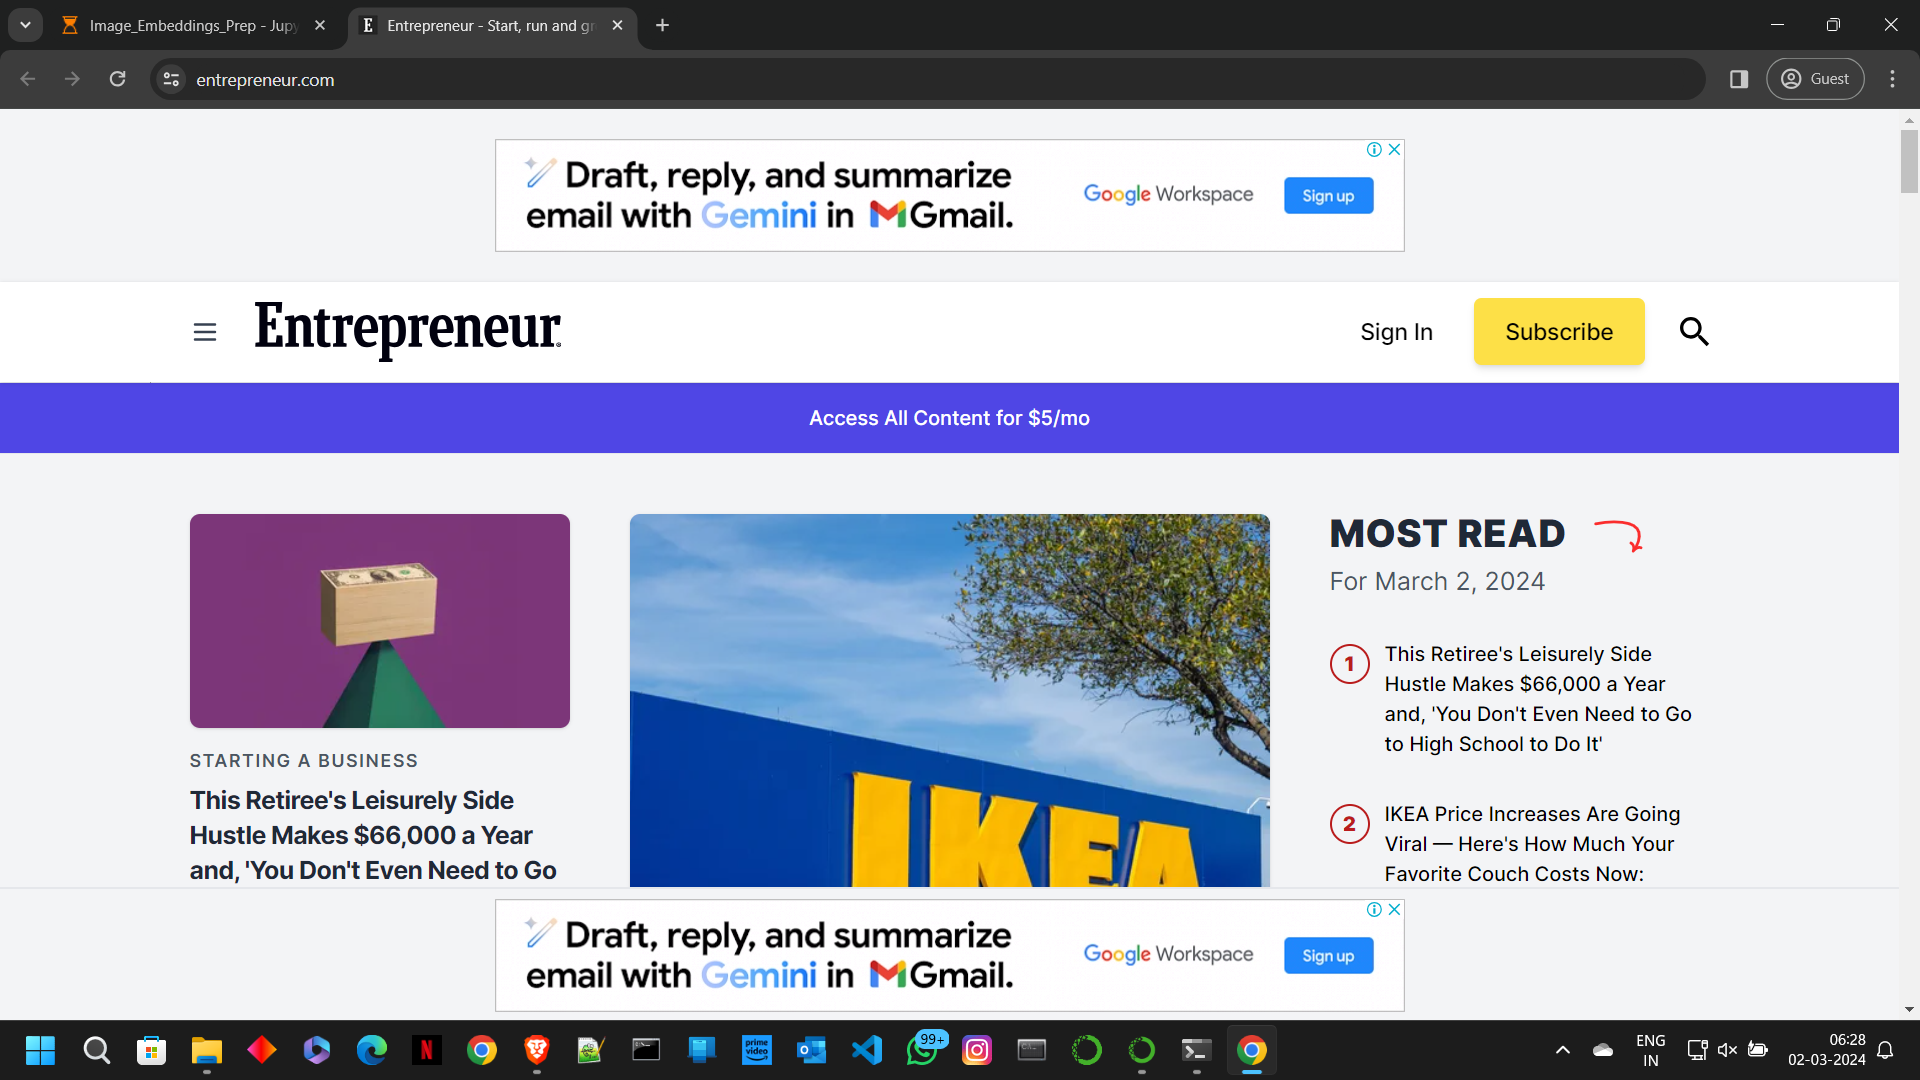 Image_Embeddings_Prep - Jupy
Entrepreneur - Start, run and gr
entrepreneur.com
Guest
Draft, reply, and summarize
email with Gemini in Gmail.
Google Workspace
Sign up
Entrepreneur
Sign In
Subscribe
Access All Content for $5/mo
STARTING A BUSINESS
This Retiree's Leisurely Side
Hustle Makes $66,000 a Year
and, 'You Don't Even Need to Go
IKEA
MOST READ
For March 2, 2024
1
This Retiree's Leisurely Side
Hustle Makes $66,000 a Year
and, 'You Don't Even Need to Go
to High School to Do It'
2
IKEA Price Increases Are Going
Viral — Here's How Much Your
Favorite Couch Costs Now:
Draft, reply, and summarize
email with Gemini in Gmail.
Google Workspace
Sign up
prime
video
99+
ENG
IN
06:28
02-03-2024